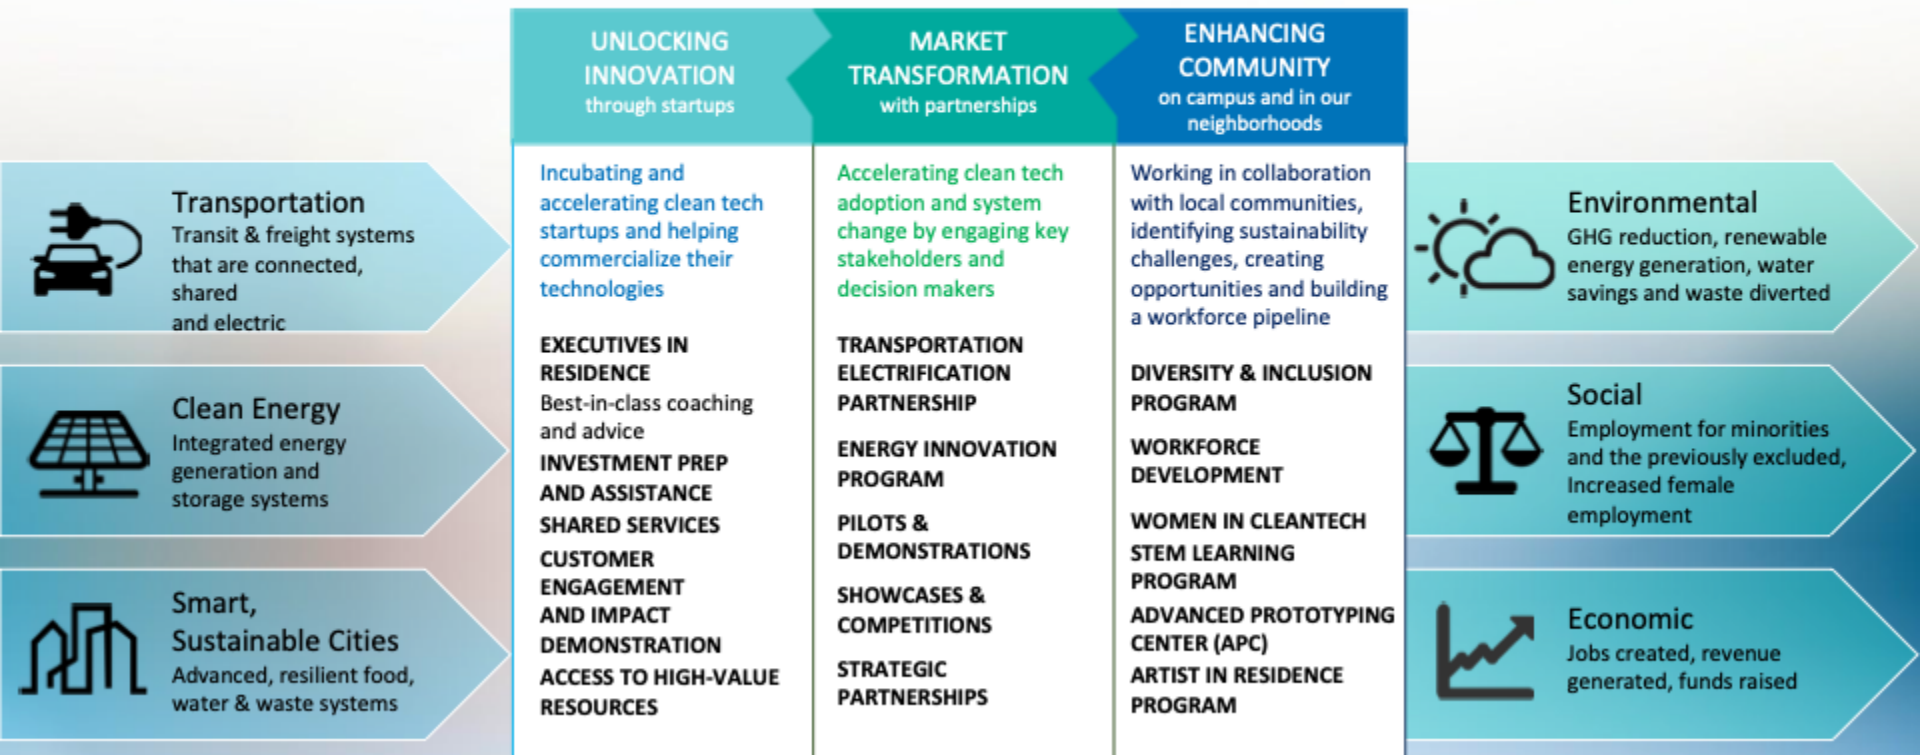 Transportation
Transit & freight systems
that are connected,
shared
and electric
Clean Energy
Integrated energy
generation and
storage systems
Smart,
Sustainable Cities
Advanced, resilient food,
water & waste systems
UNLOCKING
INNOVATION
through startups
Incubating and
accelerating clean tech
startups and helping
commercialize their
technologies
EXECUTIVES IN
RESIDENCE
Best-in-class coaching
and advice
INVESTMENT PREP
AND ASSISTANCE
SHARED SERVICES
CUSTOMER
ENGAGEMENT
AND IMPACT
DEMONSTRATION
ACCESS TO HIGH-VALUE
RESOURCES
MARKET
TRANSFORMATION
with partnerships
Accelerating clean tech
adoption and system
change by engaging key
stakeholders and
decision makers
TRANSPORTATION
ELECTRIFICATION
PARTNERSHIP
ENERGY INNOVATION
PROGRAM
PILOTS &
DEMONSTRATIONS
SHOWCASES &
COMPETITIONS
STRATEGIC
PARTNERSHIPS
ENHANCING
COMMUNITY
on campus and in our
neighborhoods
Working in collaboration
with local communities,
identifying sustainability
challenges, creating
opportunities and building
a workforce pipeline
DIVERSITY & INCLUSION
PROGRAM
WORKFORCE
DEVELOPMENT
WOMEN IN CLEANTECH
STEM LEARNING
PROGRAM
ADVANCED PROTOTYPING
CENTER (APC)
ARTIST IN RESIDENCE
PROGRAM
Environmental
GHG reduction, renewable
energy generation, water
savings and waste diverted
Social
Employment for minorities
and the previously excluded,
Increased female
employment
Economic
Jobs created, revenue
generated, funds raised